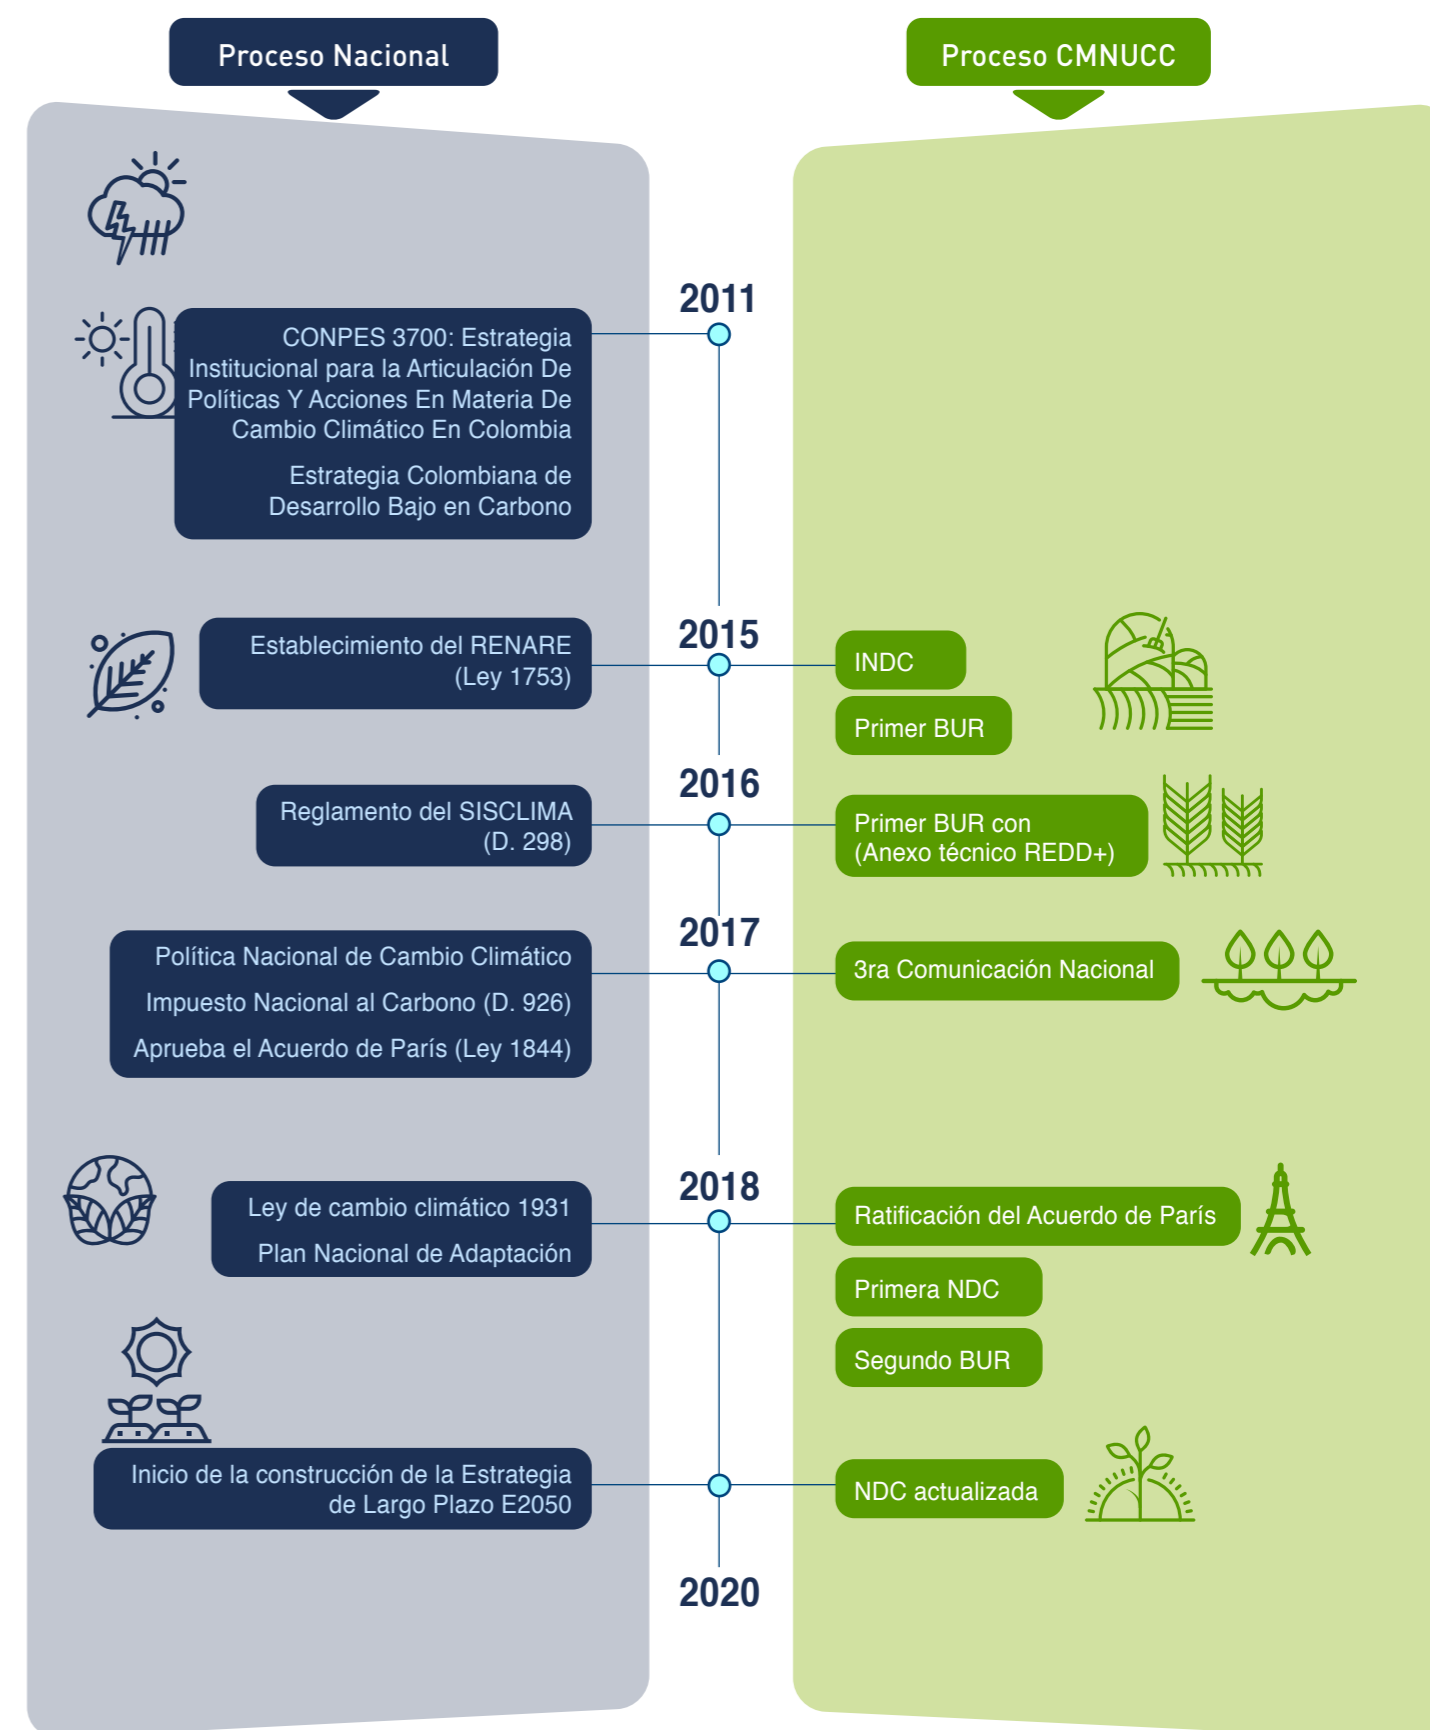 Proceso Nacional
Proceso CMNUCC
2011
CONPES 3700: Estrategia
Institucional para la Articulación De
Políticas Y Acciones En Materia De
Cambio Climático En Colombia
Estrategia Colombiana de
Desarrollo Bajo en Carbono
2015
Establecimiento del RENARE
(Ley 1753)
INDC
Primer BUR
2016
Reglamento del SISCLIMA
(D. 298)
Primer BUR con
(Anexo técnico REDD+)
2017
Política Nacional de Cambio Climático
Impuesto Nacional al Carbono (D. 926)
Aprueba el Acuerdo de París (Ley 1844)
3ra Comunicación Nacional
2018
Ley de cambio climático 1931
Plan Nacional de Adaptación
Ratificación del Acuerdo de París
Primera NDC
Segundo BUR
Inicio de la construcción de la Estrategia
de Largo Plazo E2050
NDC actualizada
2020